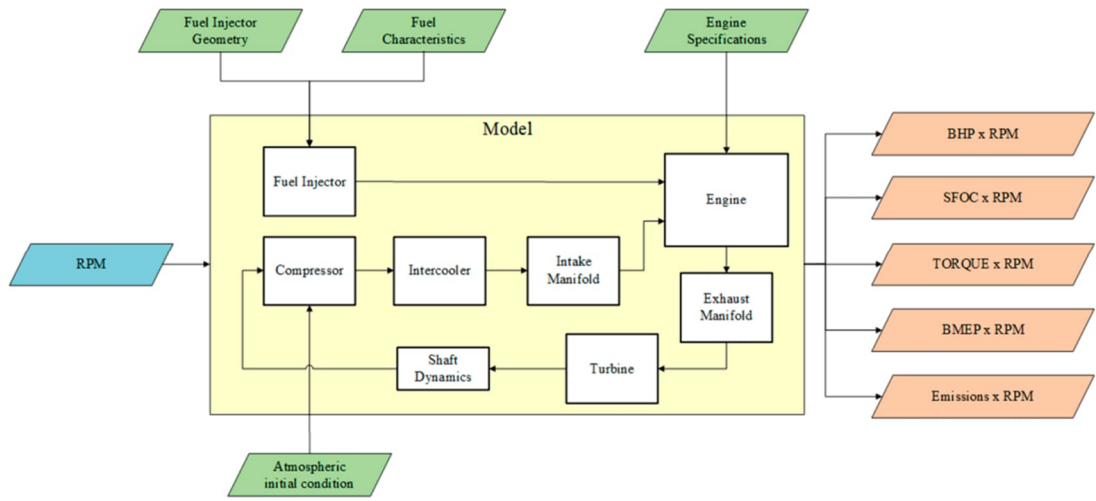 Fuel Injector
Geometry
Fuel
Characteristics
Engine
Specifications
Model
Fuel Injector
Engine
RPM
Compressor
Intercooler
Intake
Manifold
Exhaust
Manifold
Shaft
Dynamics
Turbine
Atmospheric
initial condition
BHP x RPM
SFOC x RPM
TORQUE x RPM
BMEP x RPM
Emissions x RPM